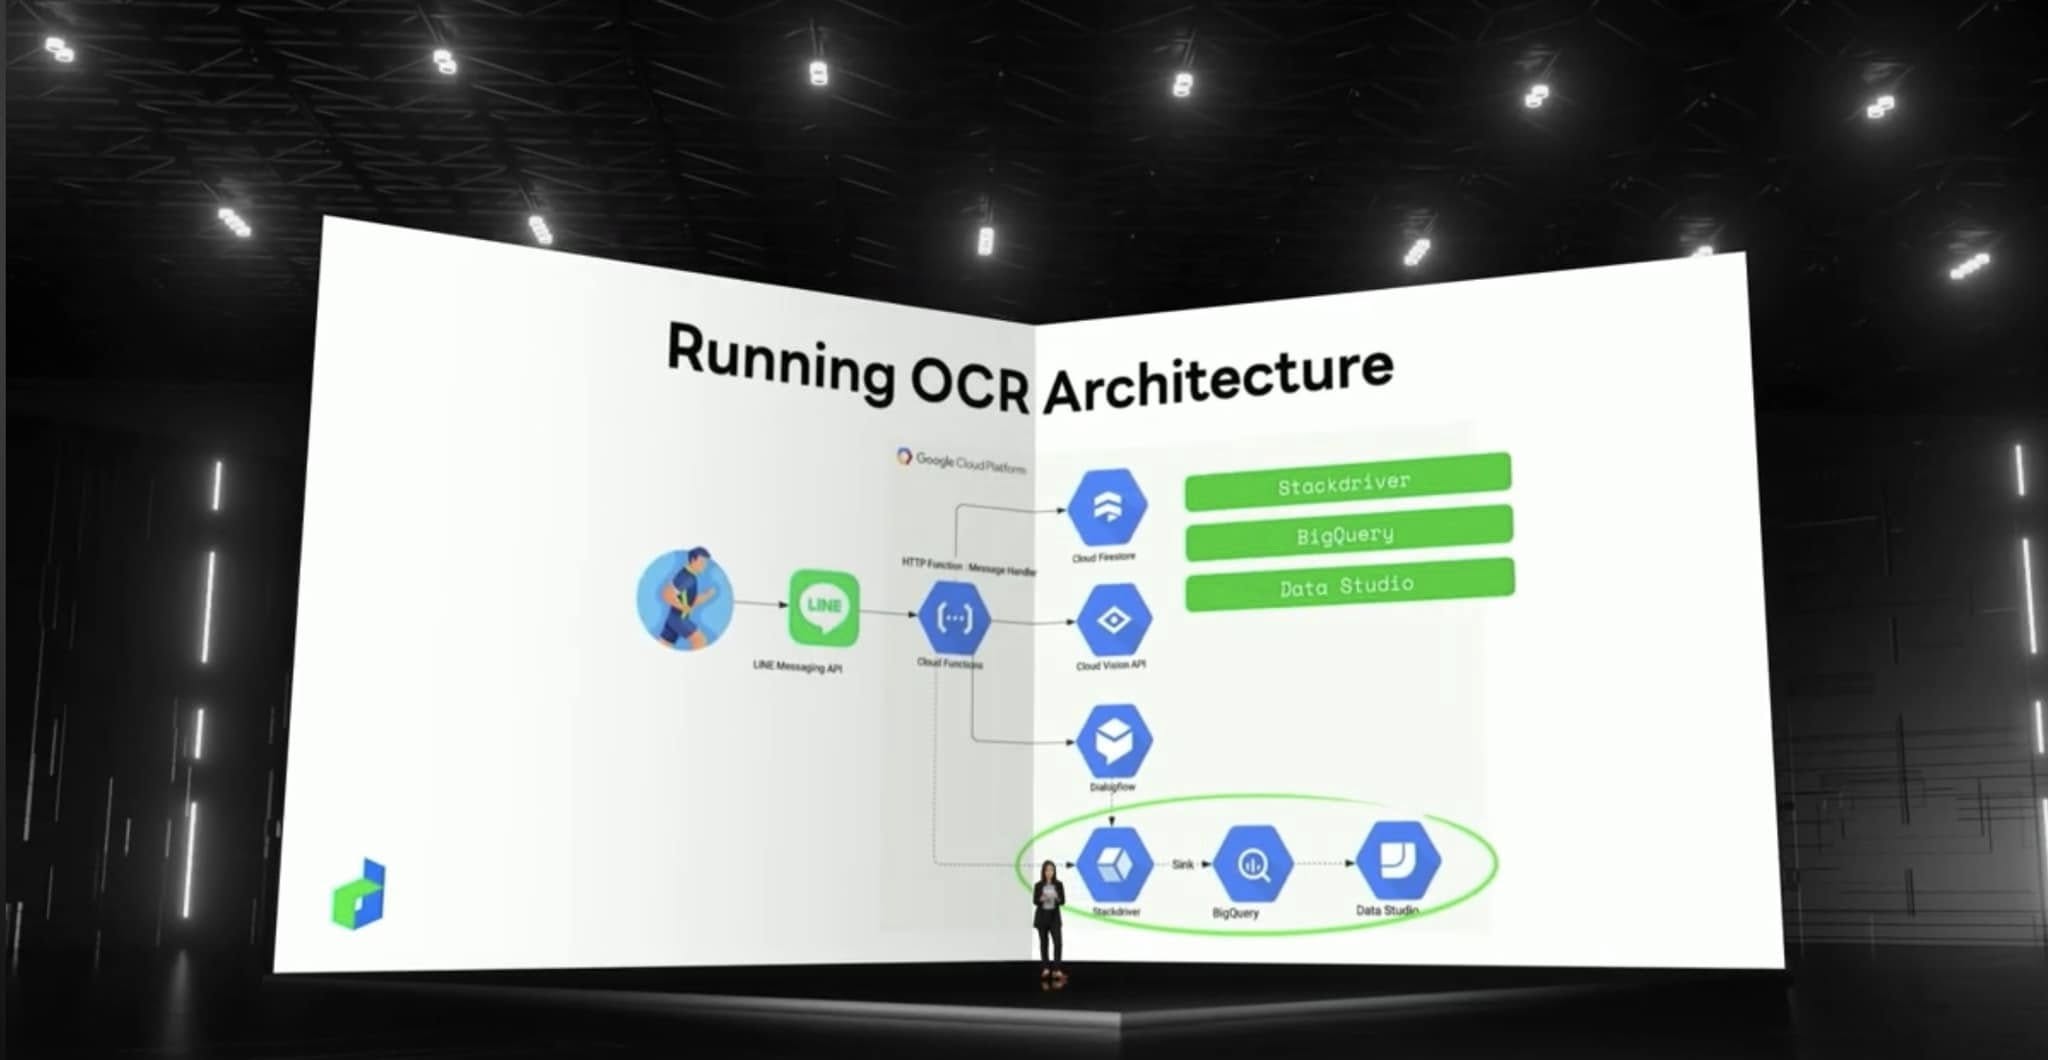 Running OCR Architecture
Google Cloud Platform
Stackdriver
BigQuery
Data Studio
Cloud Firestore
HTTP Function : Message Handler
LINE
LINE Messaging API
Cloud Functions
Cloud Vision API
Dialogflow
Sink
Stackdriver
BigQuery
Data Studio